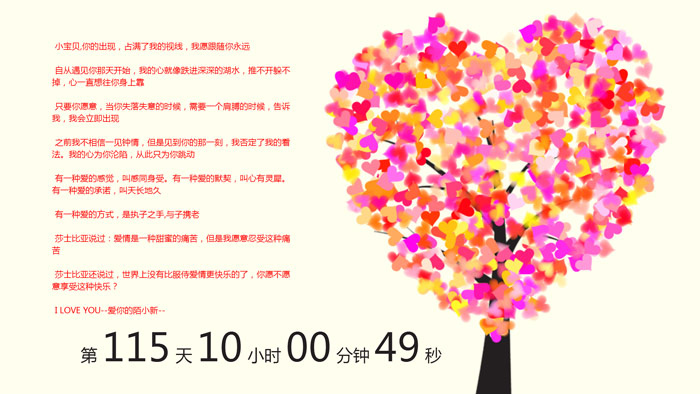 小宝贝,你的出现，占满了我的视线，我愿跟随你永远
自从遇见你那天开始，我的心就像跌进深深的湖水，推不开躲不
掉，心一直想往你身上靠
只要你愿意，当你失落失意的时候，需要一个肩膊的时候，告诉
我，我会立即出现
之前我不相信一见钟情，但是见到你的那一刻，我否定了我的看
法。我的心为你沦陷，从此只为你跳动
有一种爱的感觉，叫感同身受。有一种爱的默契，叫心有灵犀。
有一种爱的承诺，叫天长地久
有一种爱的方式，是执子之手,与子携老
莎士比亚说过：爱情是一种甜蜜的痛苦，但是我愿意忍受这种痛
苦
莎士比亚还说过，世界上没有比服侍爱情更快乐的了，你愿不愿
意享受这种快乐？
I LOVE YOU--爱你的陌小新--
第 115 天 10 小时 00 分钟 49 秒